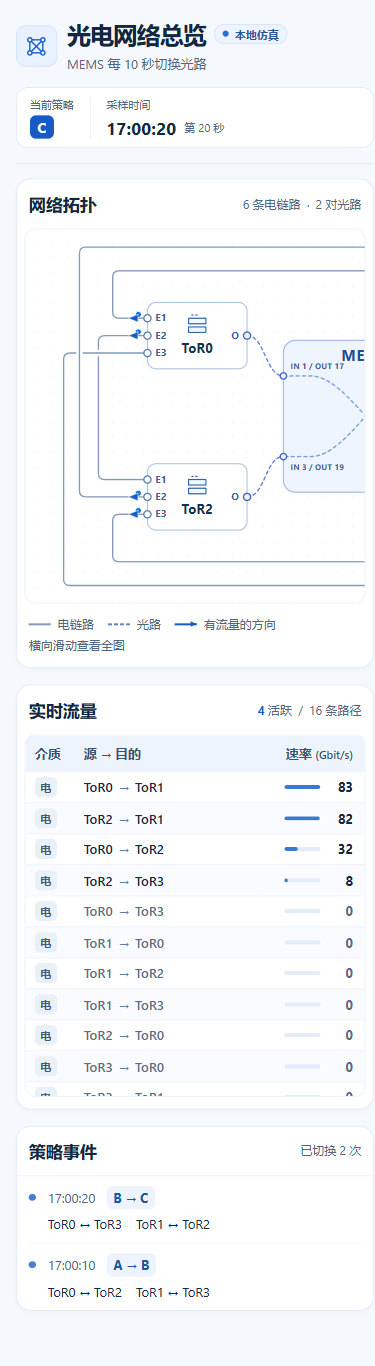 光电网络总览 本地仿真
MEMS 每 10 秒切换光路
当前策略 采样时间
C 17:00:20 第 20 秒
网络拓扑 6 条电链路 · 2 对光路
E1
E2 O
E3 ToR0
ME
IN 1 / OUT 17
IN 3 / OUT 19
E1
E2 O
E3 ToR2
电链路 光路 有流量的方向
横向滑动查看全图
实时流量 4 活跃 / 16 条路径
介质 源 → 目的 速率 (Gbit/s)
电 ToR0 → ToR1 83
电 ToR2 → ToR1 82
电 ToR0 → ToR2 32
电 ToR2 → ToR3 8
电 ToR0 → ToR3 0
电 ToR1 → ToR0 0
电 ToR1 → ToR2 0
电 ToR1 → ToR3 0
电 ToR2 → ToR0 0
电 ToR3 → ToR0 0
策略事件 已切换 2 次
17:00:20 B → C
ToR0 ↔ ToR3 ToR1 ↔ ToR2
17:00:10 A → B
ToR0 ↔ ToR2 ToR1 ↔ ToR3